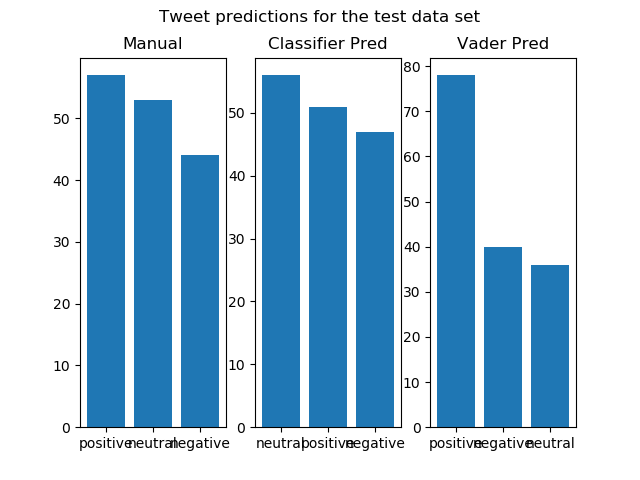 Tweet predictions for the test data set
Manual
Classifier Pred
Vader Pred
50
40
30
20
10
0
positive
neutral
negative
50
40
30
20
10
0
neutral
positive
negative
80
70
60
50
40
30
20
10
0
positive
negative
neutral